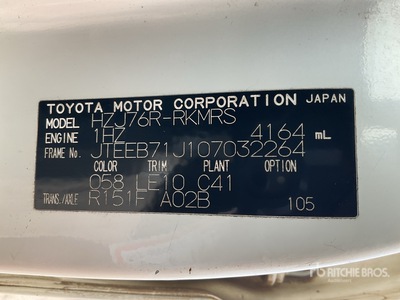 TOYOTA MOTOR CORPORATION JAPAN
MODEL HZJ76R-RKMRS
ENGINE 1HZ 4164 mL
FRAME No. JTEEB71J107032264
COLOR TRIM PLANT OPTION
058 LE10 C41
TRANS./AXLE R151F A02B 105
RITCHIE BROS